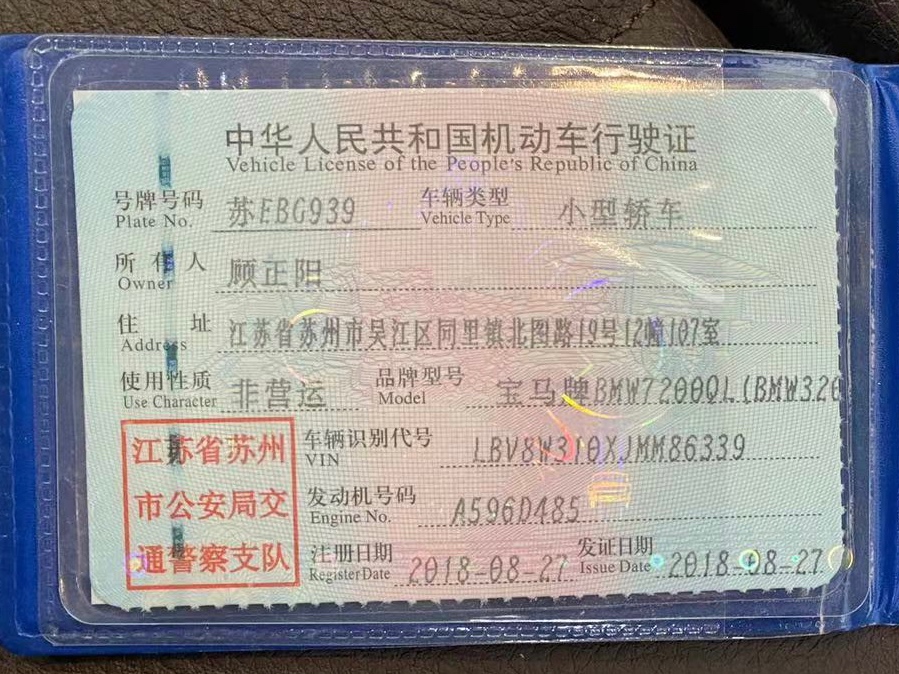 中华人民共和国机动车行驶证
Vehicle License of the People's Republic of China
号牌号码 苏EBG939 车辆类型 小型轿车
Plate No. Vehicle Type
所有人 顾正阳
Owner
住址 江苏省苏州市吴江区同里镇北图路19号12幢107室
Address
使用性质 非营运 品牌型号 宝马牌BMW7200QL(BMW320
Use Character Model
江苏省苏州 车辆识别代号 LBV8W310XJMM86339
VIN
市公安局交 发动机号码 A596D485
Engine No.
通警察支队 注册日期 2018-08-27 发证日期 2018-08-27
Register Date Issue Date